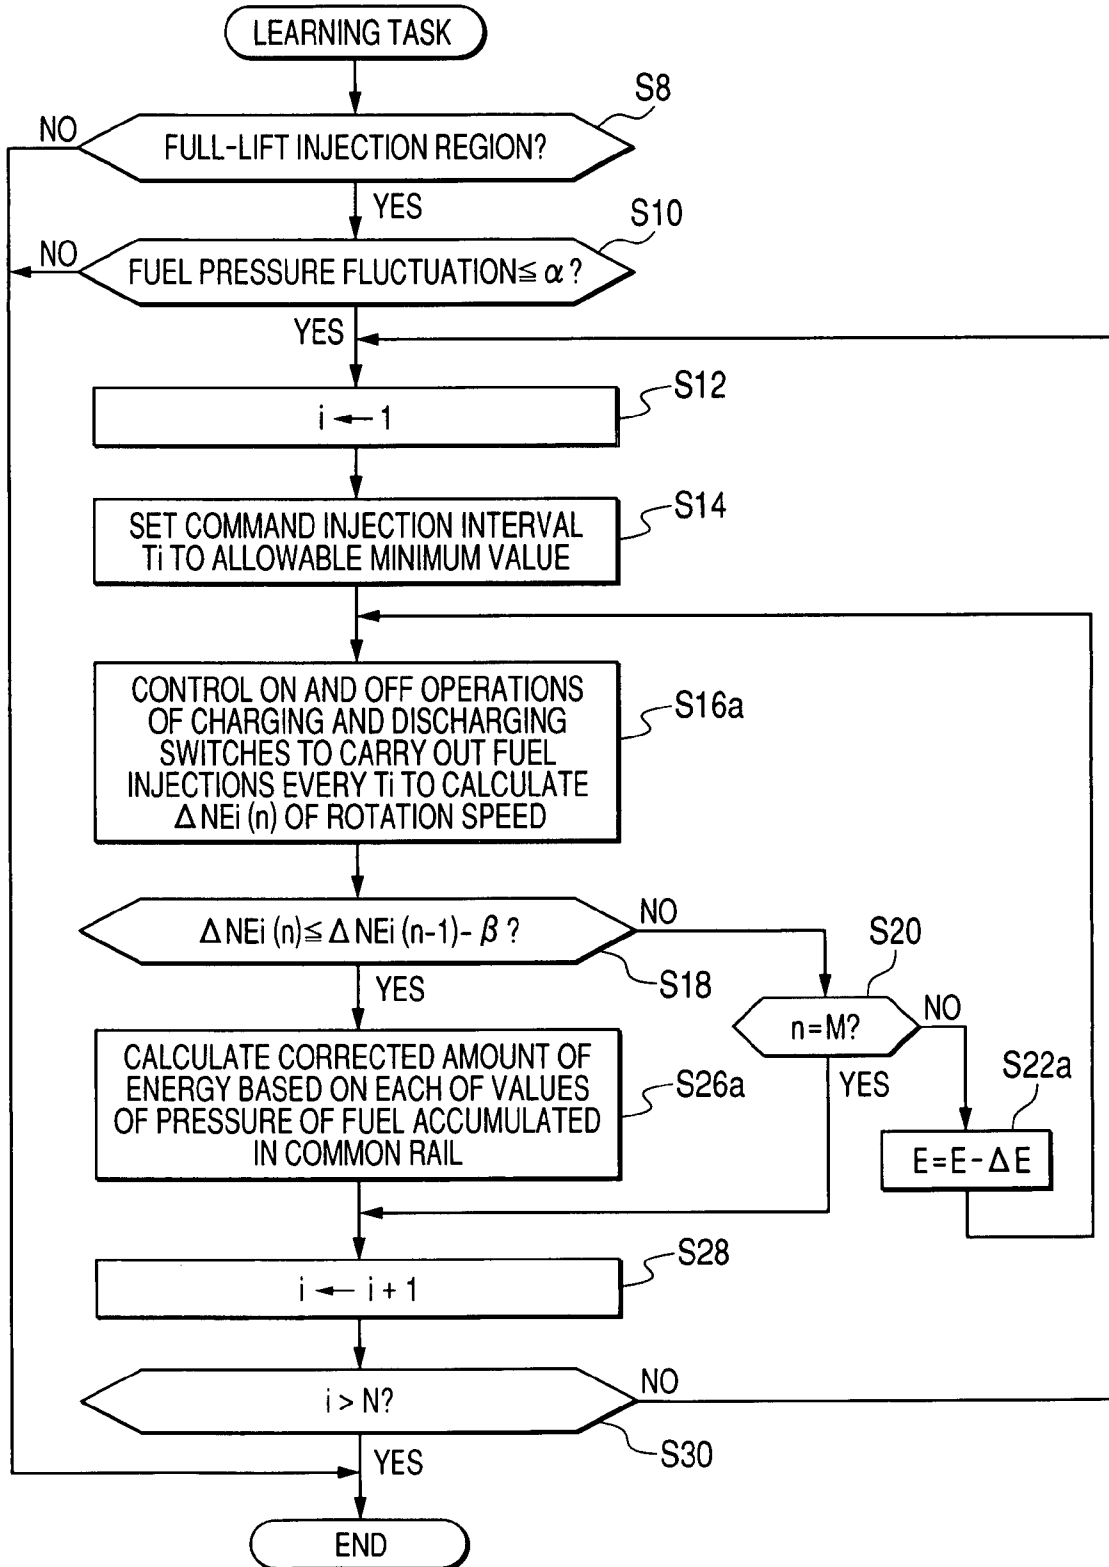 LEARNING TASK
S8
NO
FULL-LIFT INJECTION REGION?
YES
S10
NO
FUEL PRESSURE FLUCTUATION≦ α ?
YES
S12
i ← 1
S14
SET COMMAND INJECTION INTERVAL
Ti TO ALLOWABLE MINIMUM VALUE
CONTROL ON AND OFF OPERATIONS
OF CHARGING AND DISCHARGING
SWITCHES TO CARRY OUT FUEL
INJECTIONS EVERY Ti TO CALCULATE
Δ NEi (n) OF ROTATION SPEED
S16a
Δ NEi (n) ≦ Δ NEi (n-1) - β ?
NO
S18
YES
S20
n=M?
NO
YES
S22a
E=E-ΔE
CALCULATE CORRECTED AMOUNT OF
ENERGY BASED ON EACH OF VALUES
OF PRESSURE OF FUEL ACCUMULATED
IN COMMON RAIL
S26a
S28
i ← i + 1
i > N?
NO
S30
YES
END